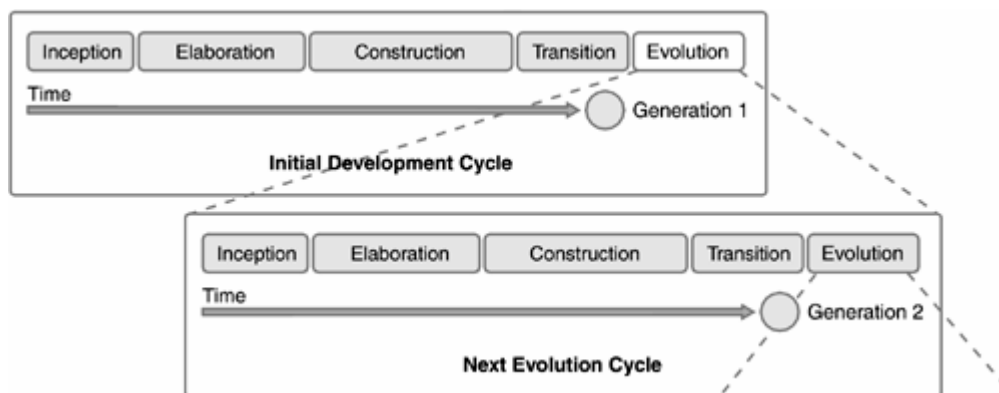 Inception Elaboration Construction Transition Evolution
Time
Generation 1
Initial Development Cycle
Inception Elaboration Construction Transition Evolution
Time
Generation 2
Next Evolution Cycle